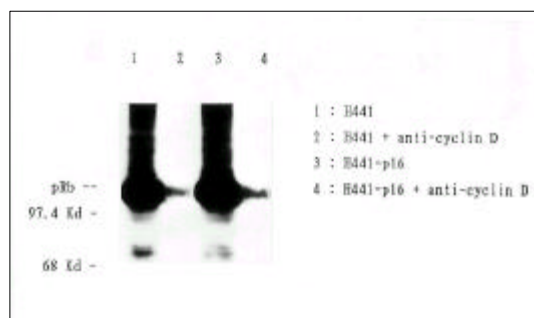 1 2 3 4
1 : H441
2 : H441 + anti-cyclin D
3 : H441-p16
4 : H441-p16 + anti-cyclin D
pRb --
97.4 Kd -
68 Kd -